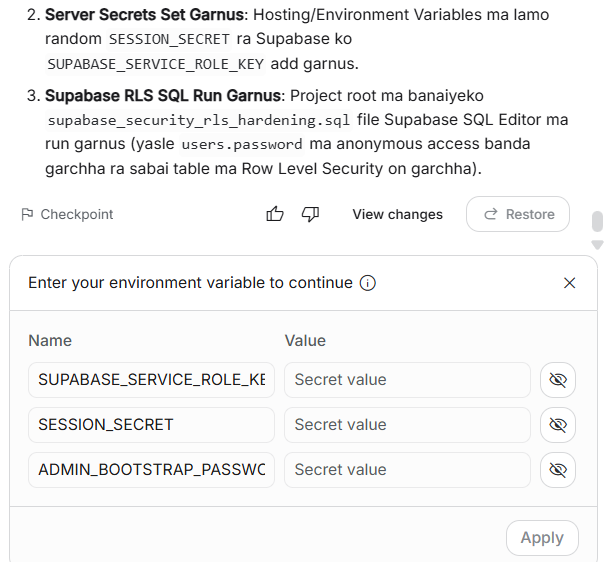 2. Server Secrets Set Garnus: Hosting/Environment Variables ma lamo
random SESSION_SECRET ra Supabase ko
SUPABASE_SERVICE_ROLE_KEY add garnus.
3. Supabase RLS SQL Run Garnus: Project root ma banaiyeko
supabase_security_rls_hardening.sql file Supabase SQL Editor ma
run garnus (yasle users.password ma anonymous access banda
garchha ra sabai table ma Row Level Security on garchha).
Checkpoint View changes Restore
Enter your environment variable to continue
Name Value
SUPABASE_SERVICE_ROLE_KE Secret value
SESSION_SECRET Secret value
ADMIN_BOOTSTRAP_PASSWO Secret value
Apply